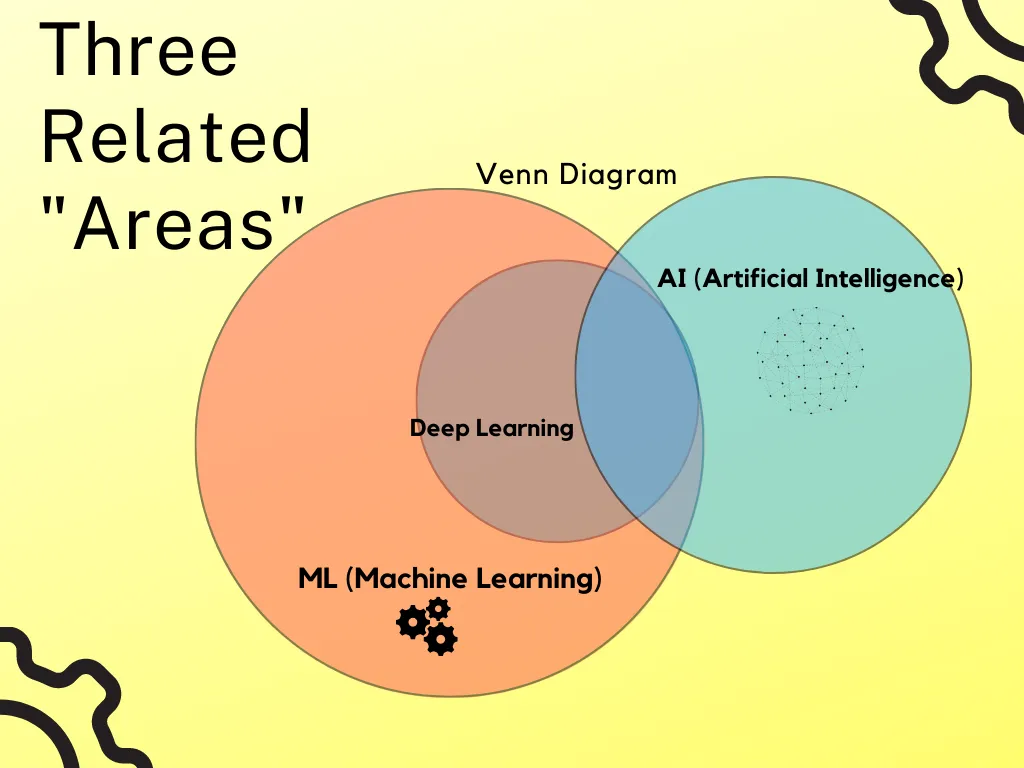 Three
Related
"Areas"
Venn Diagram
AI (Artificial Intelligence)
Deep Learning
ML (Machine Learning)